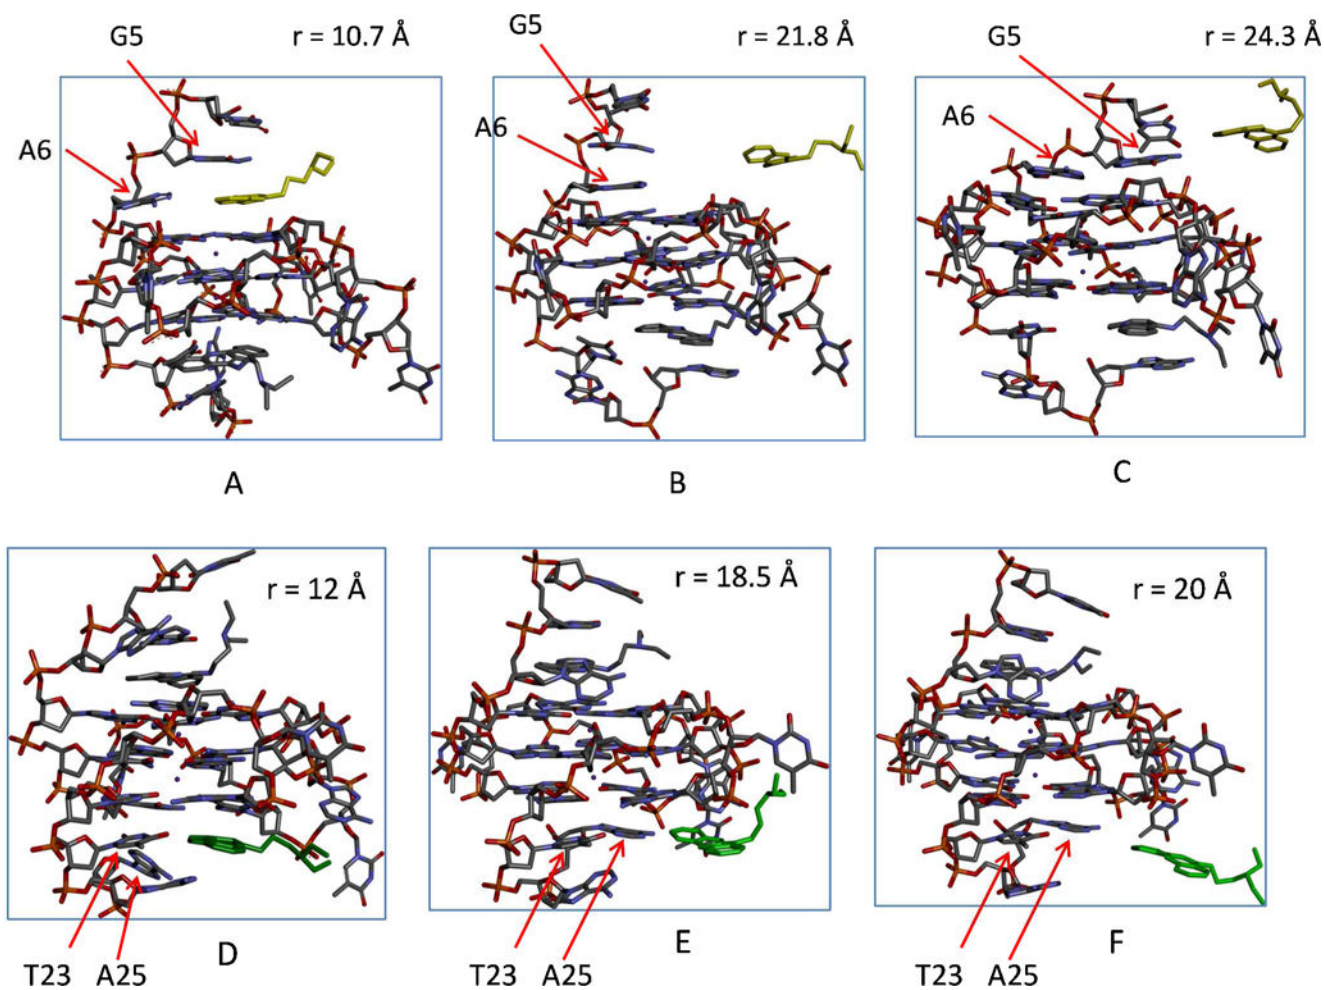 G5
r = 10.7 Å
A6
A
G5
r = 21.8 Å
A6
B
G5
r = 24.3 Å
A6
C
r = 12 Å
D
T23 A25
r = 18.5 Å
E
T23 A25
r = 20 Å
F
T23 A25